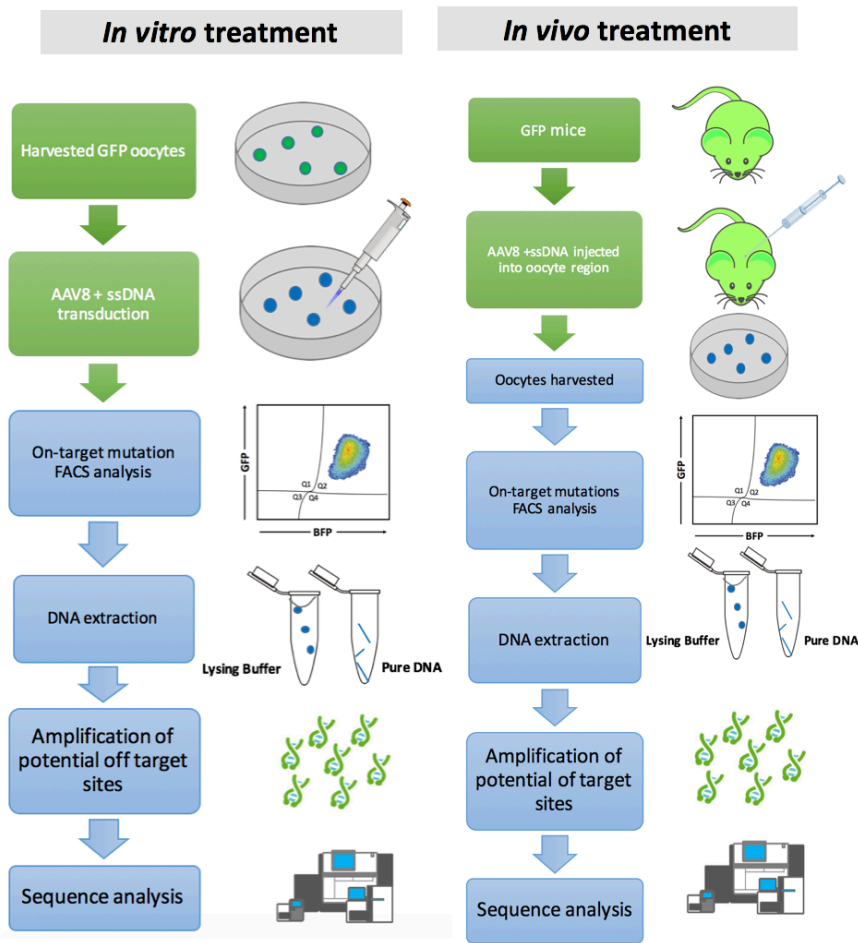 In vitro treatment
Harvested GFP oocytes
AAV8 + ssDNA
transduction
On-target mutation
FACS analysis
GFP
Q1
Q2
Q3
Q4
BFP
DNA extraction
Lysing Buffer
Pure DNA
Amplification of
potential off target
sites
Sequence analysis
In vivo treatment
GFP mice
AAV8 +ssDNA injected
into oocyte region
Oocytes harvested
On-target mutations
FACS analysis
GFP
Q1
Q2
Q3
Q4
BFP
DNA extraction
Lysing Buffer
Pure DNA
Amplification of
potential of target
sites
Sequence analysis